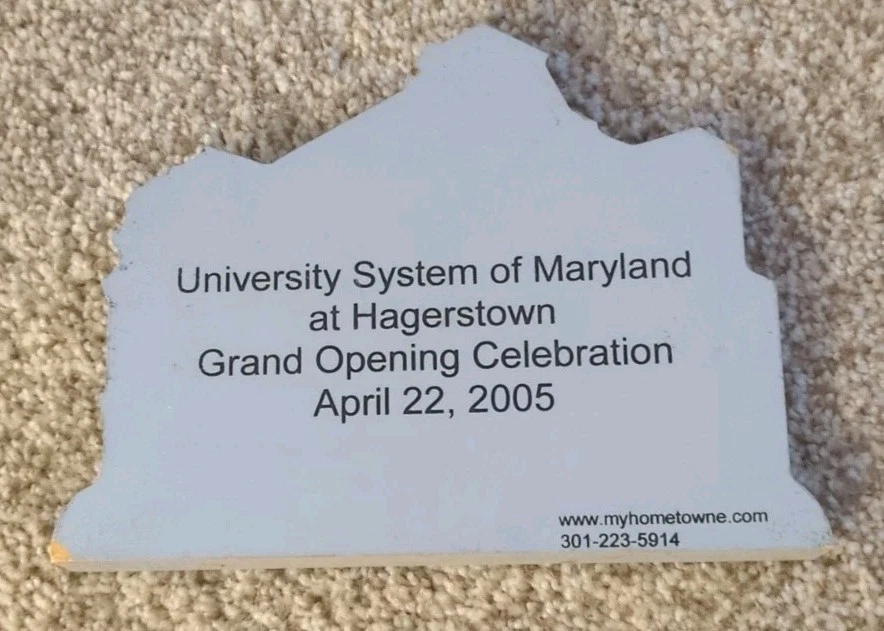 University System of Maryland
at Hagerstown
Grand Opening Celebration
April 22, 2005
www.myhometowne.com
301-223-5914